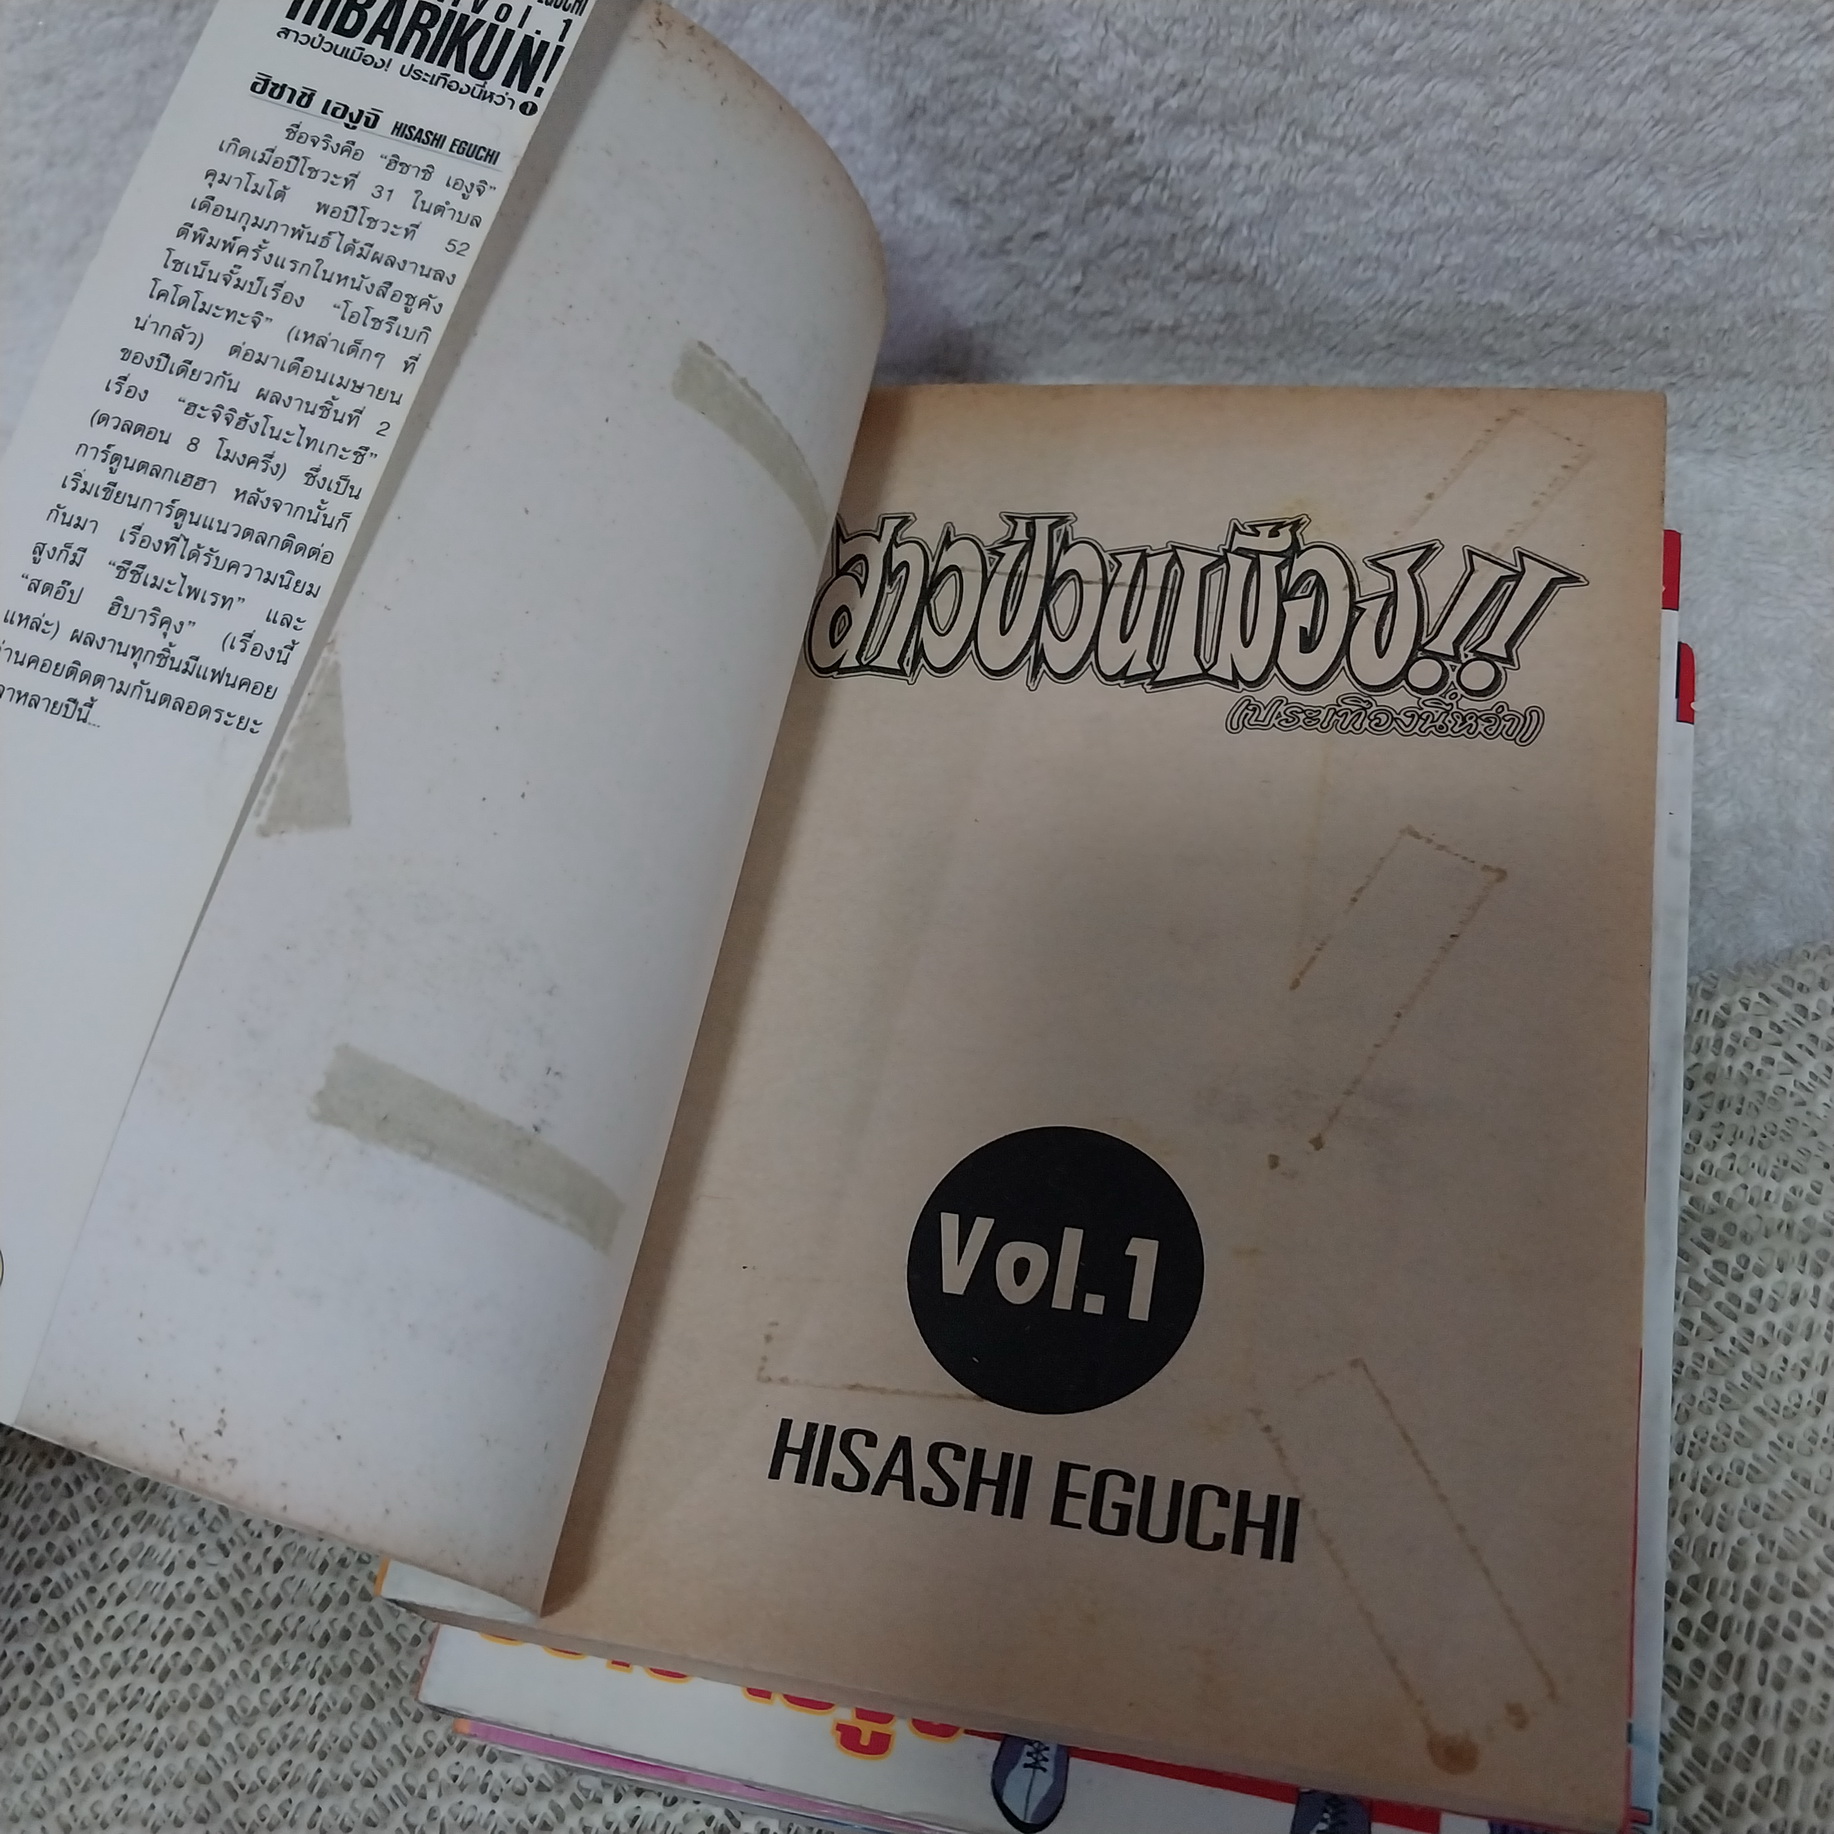 EGUCHI
vol.1
HIBARIKUN!
สาวป่วนเมือง! ประเทืองนี่หว่า 1
ฮิซาชิ เองูจิ HISASHI EGUCHI
ชื่อจริงคือ "ฮิซาชิ เองูจิ"
เกิดเมื่อปีโชวะที่ 31 ในตำบล
คุมาโมโต้ พอปีโชวะที่ 52
เดือนกุมภาพันธ์ได้มีผลงานลง
ตีพิมพ์ครั้งแรกในหนังสือชูคัง
โชเน็นจั๊มป์เรื่อง "โอโซรึเบกิ
โคโดโมะทะจิ" (เหล่าเด็กๆ ที่
น่ากลัว) ต่อมาเดือนเมษายน
ของปีเดียวกัน ผลงานชิ้นที่ 2
เรื่อง "ฮะจิจิฮังโนะไทเกะซึ"
(ดวลตอน 8 โมงครึ่ง) ซึ่งเป็น
การ์ตูนตลกเฮฮา หลังจากนั้นก็
เริ่มเขียนการ์ตูนแนวตลกติดต่อ
กันมา เรื่องที่ได้รับความนิยม
สูงก็มี "ซึซึเมะไพเรท" และ
"สตอ๊ป ฮิบาริคุง" (เรื่องนี้
แหล่ะ) ผลงานทุกชิ้นมีแฟนคอย
่านคอยติดตามกันตลอดระยะ
ลาหลายปีนี้...
สาวป่วนเมือง!!
(ประเทืองนี่หว่า)
Vol.1
HISASHI EGUCHI